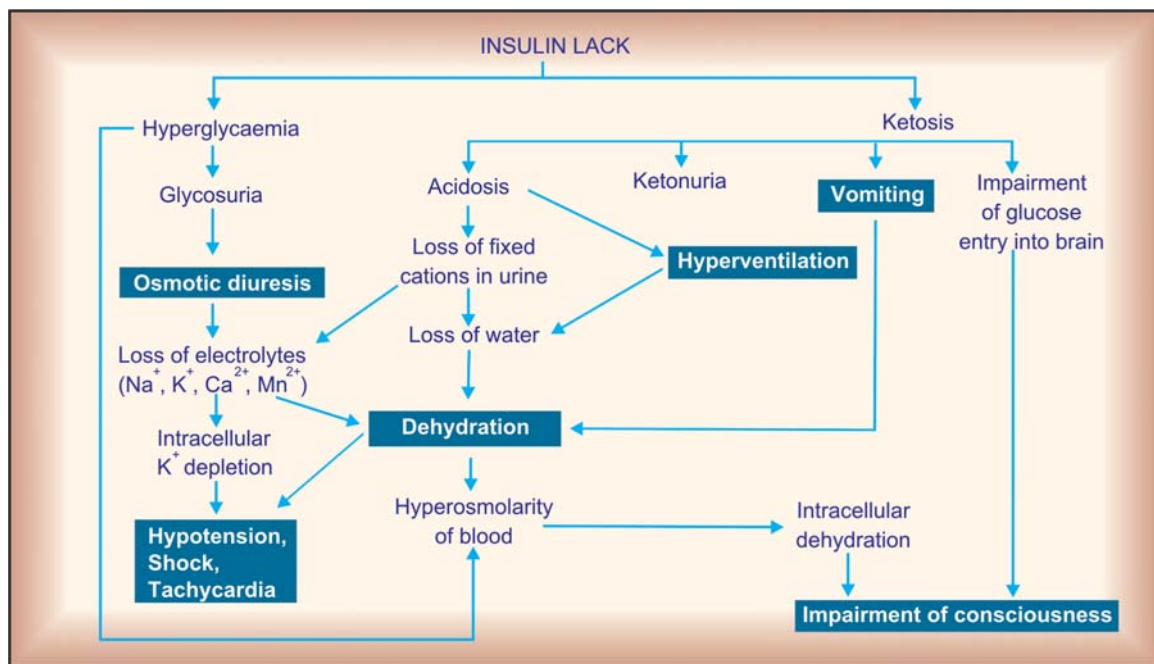 INSULIN LACK
Hyperglycaemia
Ketosis
Glycosuria
Acidosis
Ketonuria
Vomiting
Impairment
of glucose
entry into brain
Osmotic diuresis
Loss of fixed
cations in urine
Hyperventilation
Loss of water
Loss of electrolytes
(Na⁺, K⁺, Ca²⁺, Mn²⁺)
Dehydration
Intracellular
K⁺ depletion
Hyperosmolarity
of blood
Intracellular
dehydration
Hypotension,
Shock,
Tachycardia
Impairment of consciousness